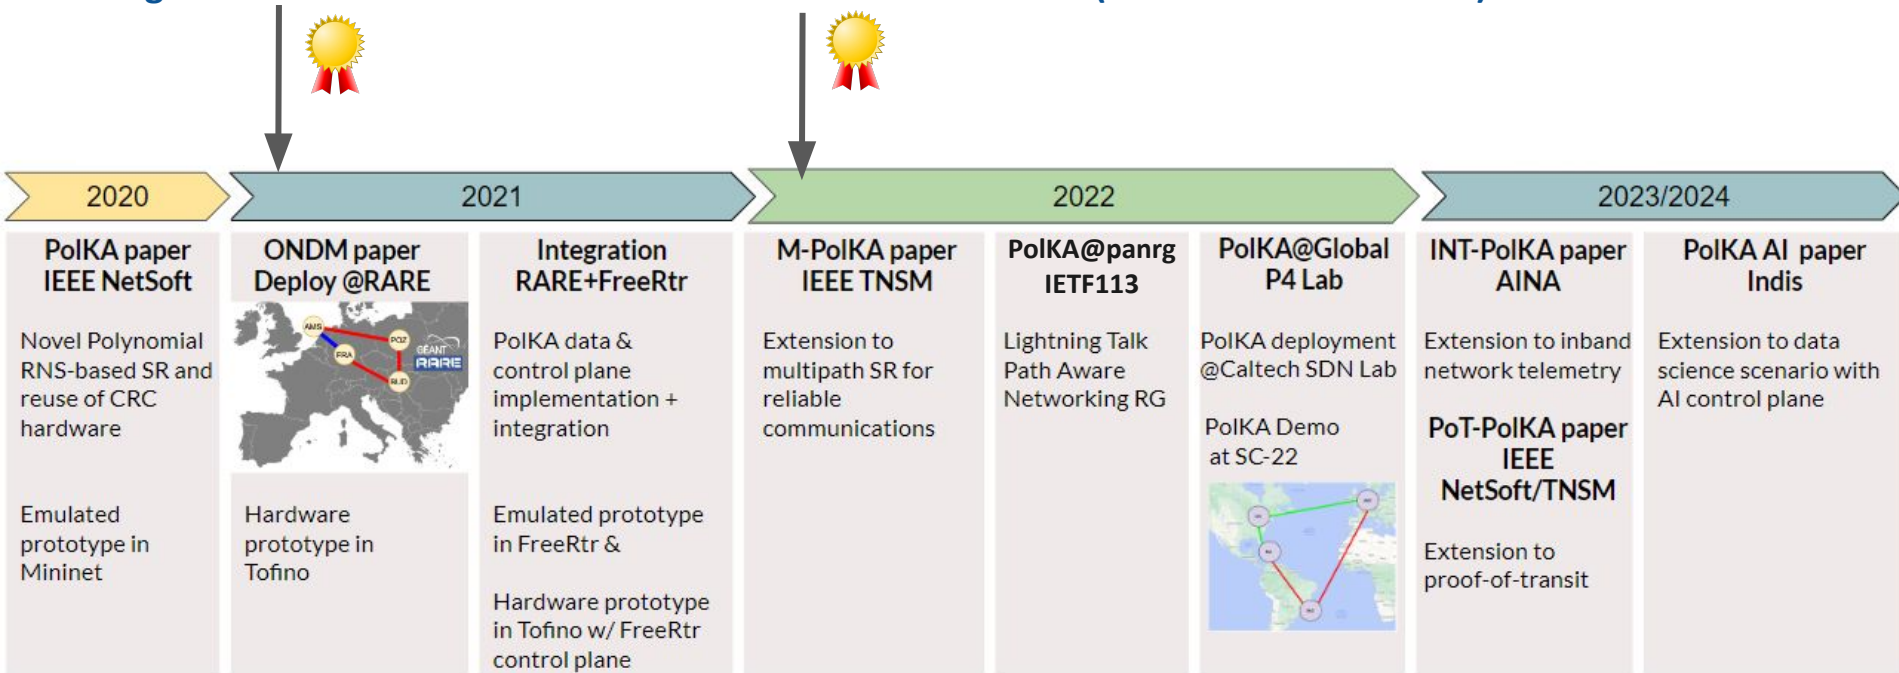 2020
2021
2022
2023/2024
PolKA paper
IEEE NetSoft
Novel Polynomial
RNS-based SR and
reuse of CRC
hardware
Emulated
prototype in
Mininet
ONDM paper
Deploy @RARE
AMS
POZ
FRA
BUD
GÉANT
RARE
Hardware
prototype in
Tofino
Integration
RARE+FreeRtr
PolKA data &
control plane
implementation +
integration
Emulated prototype
in FreeRtr &
Hardware prototype
in Tofino w/ FreeRtr
control plane
M-PolKA paper
IEEE TNSM
Extension to
multipath SR for
reliable
communications
PolKA@panrg
IETF113
Lightning Talk
Path Aware
Networking RG
PolKA@Global
P4 Lab
PolKA deployment
@Caltech SDN Lab
PolKA Demo
at SC-22
INT-PolKA paper
AINA
Extension to inband
network telemetry
PoT-PolKA paper
IEEE
NetSoft/TNSM
Extension to
proof-of-transit
PolKA AI paper
Indis
Extension to data
science scenario with
AI control plane